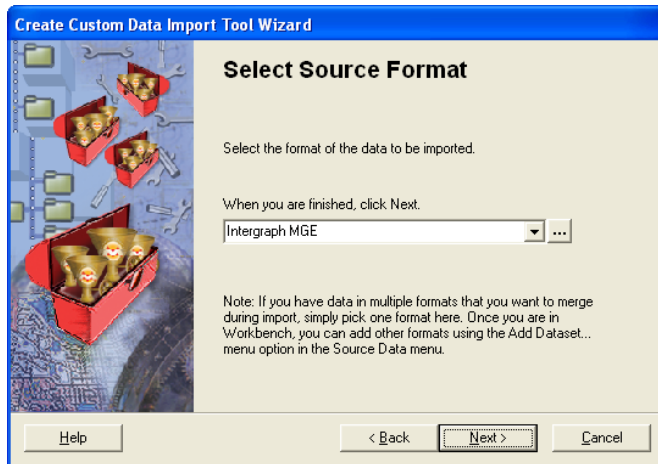 Create Custom Data Import Tool Wizard
Select Source Format
Select the format of the data to be imported.
When you are finished, click Next.
Intergraph MGE
...
Note: If you have data in multiple formats that you want to merge
during import, simply pick one format here. Once you are in
Workbench, you can add other formats using the Add Dataset...
menu option in the Source Data menu.
Help
< Back
Next >
Cancel